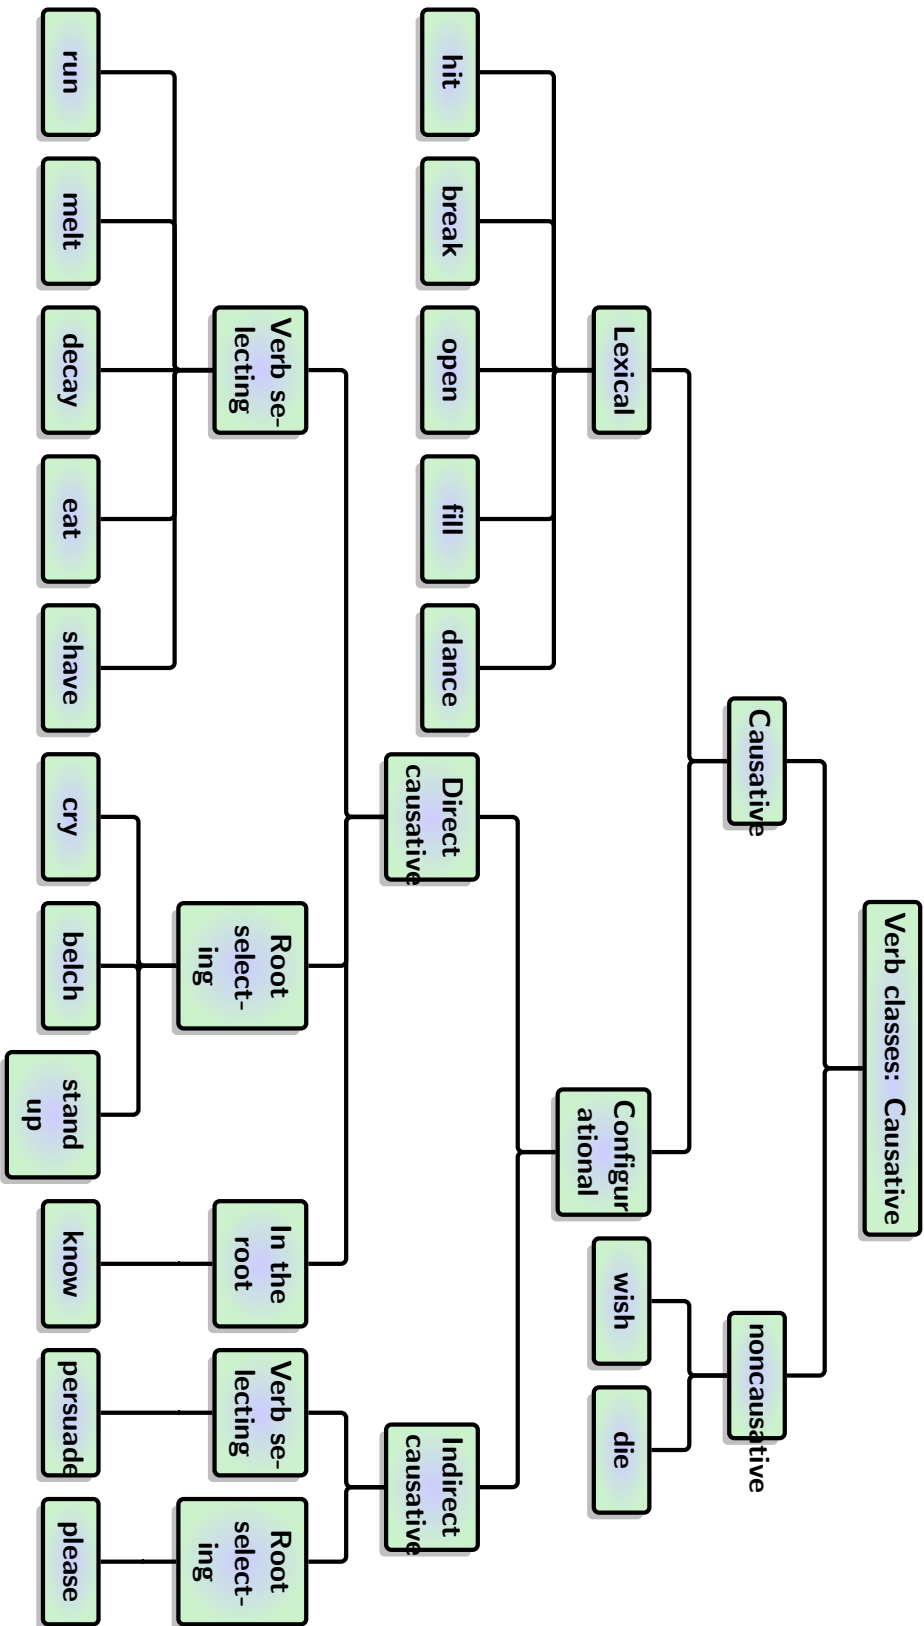 Verb classes: Causative
Causative
noncausative
Lexical
Configur
ational
wish
die
hit
break
open
fill
dance
Direct
causative
Indirect
causative
Verb se-
lecting
Root
select-
ing
In the
root
Verb se-
lecting
Root
select-
ing
run
melt
decay
eat
shave
cry
belch
stand
up
know
persuade
please